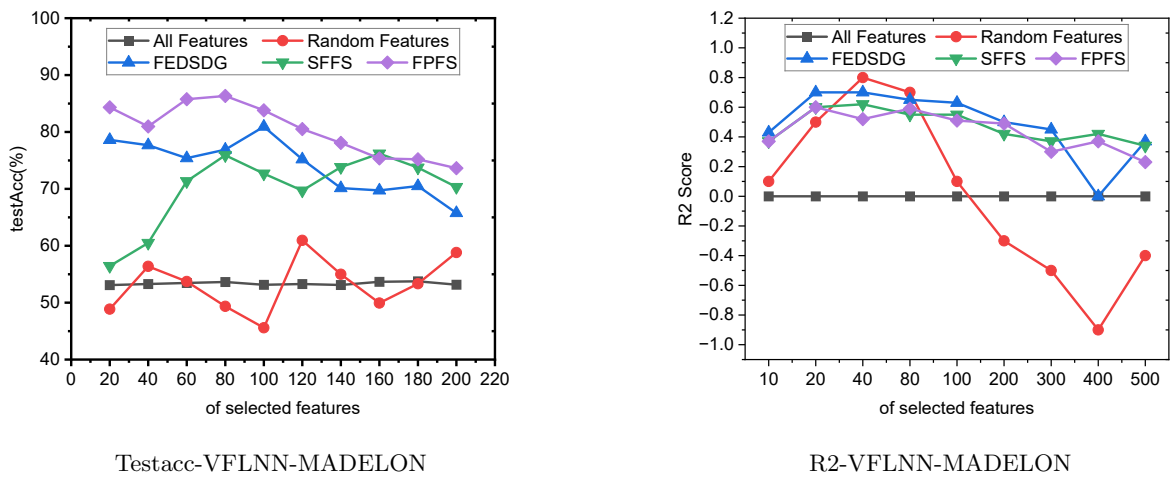 All Features Random Features
FEDSDG SFFS FPFS
100
90
80
70
60
50
40
testAcc(%)
0 20 40 60 80 100 120 140 160 180 200 220
of selected features
Testacc-VFLNN-MADELON
All Features Random Features
FEDSDG SFFS FPFS
1.2
1.0
0.8
0.6
0.4
0.2
0.0
−0.2
−0.4
−0.6
−0.8
−1.0
R2 Score
10 20 40 80 100 200 300 400 500
of selected features
R2-VFLNN-MADELON